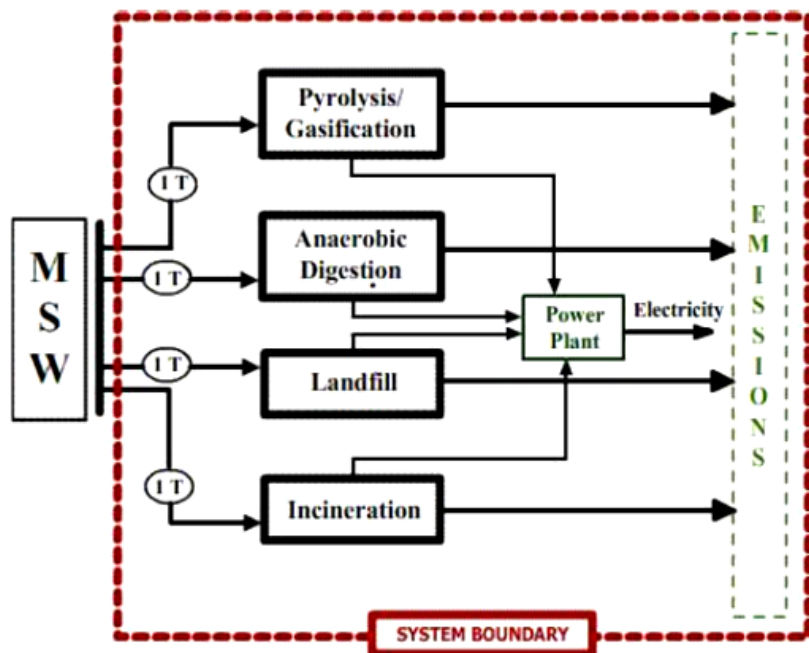 Pyrolysis/
Gasification
1 T
Anaerobic
Digestion
1 T
M
S
W
Power
Plant
Electricity
1 T
Landfill
1 T
Incineration
E
M
I
S
S
I
O
N
S
SYSTEM BOUNDARY